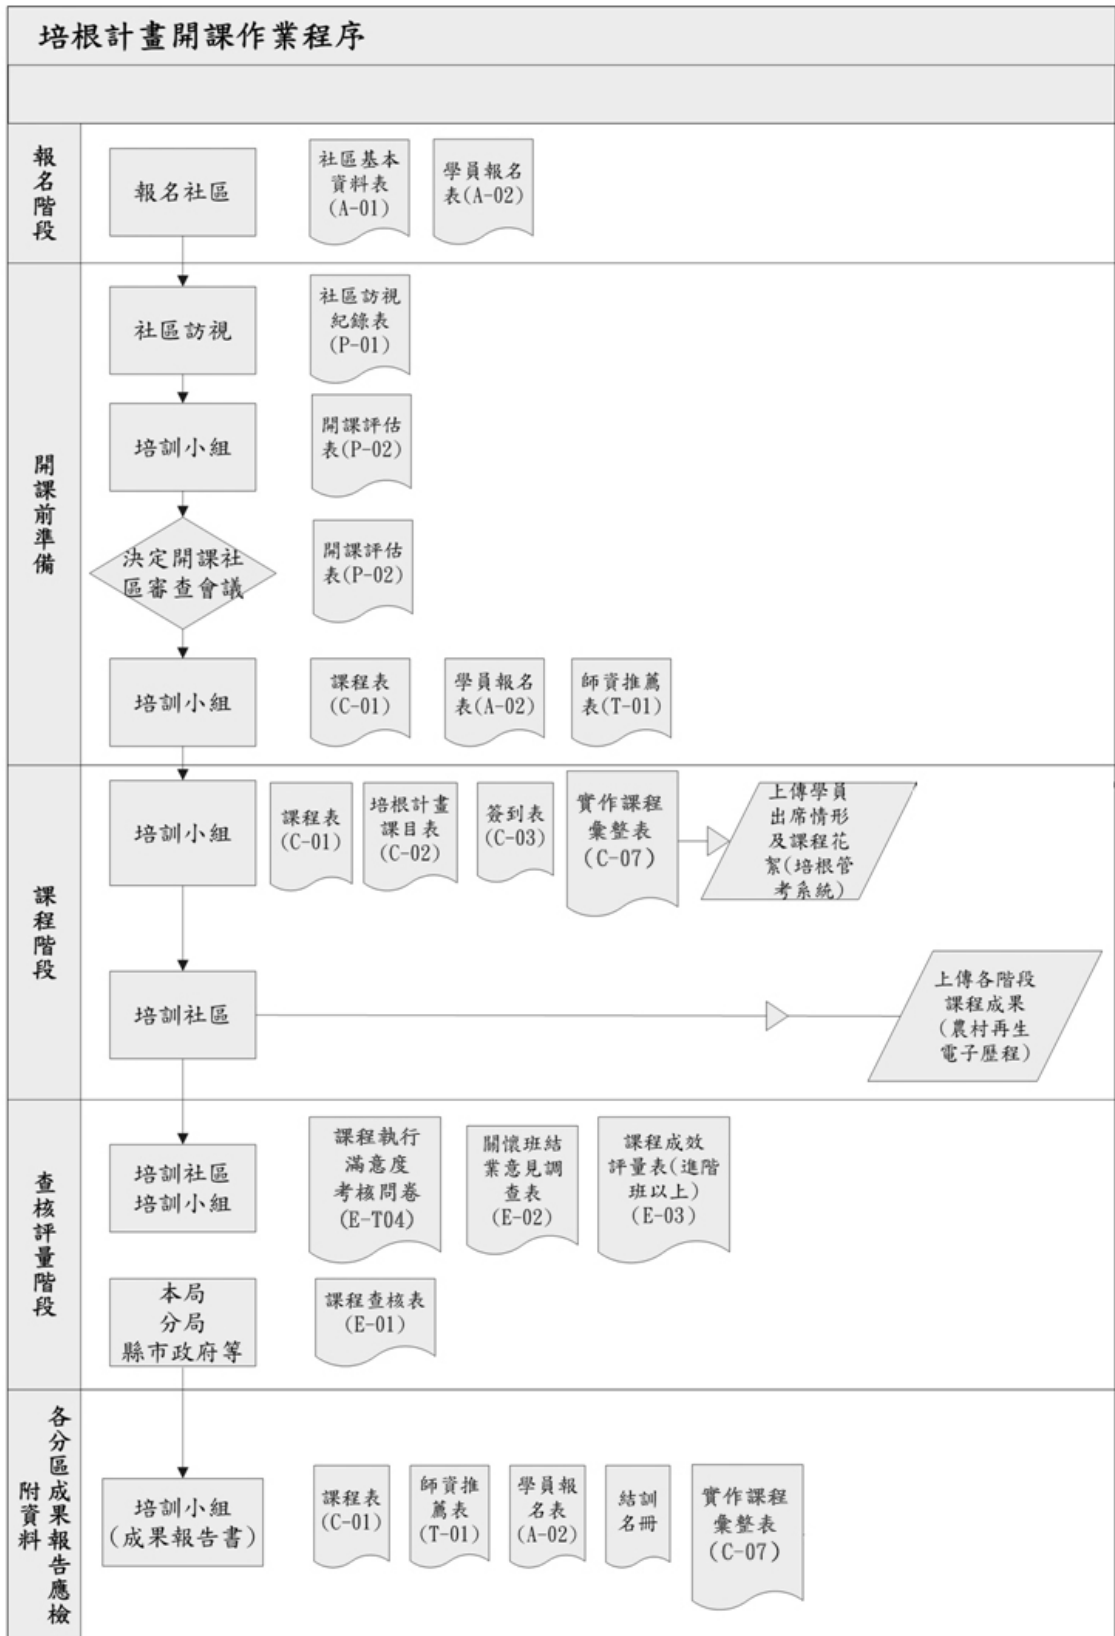 培根計畫開課作業程序
報名階段
報名社區
社區基本
資料表
(A-01)
學員報名
表(A-02)
開課前準備
社區訪視
社區訪視
紀錄表
(P-01)
培訓小組
開課評估
表(P-02)
決定開課社
區審查會議
開課評估
表(P-02)
培訓小組
課程表
(C-01)
學員報名
表(A-02)
師資推薦
表(T-01)
課程階段
培訓小組
課程表
(C-01)
培根計畫
課目表
(C-02)
簽到表
(C-03)
實作課程
彙整表
(C-07)
上傳學員
出席情形
及課程花
絮(培根管
考系統)
培訓社區
上傳各階段
課程成果
(農村再生
電子歷程)
查核評量階段
培訓社區
培訓小組
課程執行
滿意度
考核問卷
(E-T04)
關懷班結
業意見調
查表
(E-02)
課程成效
評量表(進階
班以上)
(E-03)
本局
分局
縣市政府等
課程查核表
(E-01)
各分區成果報告應檢
附資料
培訓小組
(成果報告書)
課程表
(C-01)
師資推
薦表
(T-01)
學員報
名表
(A-02)
結訓
名冊
實作課程
彙整表
(C-07)